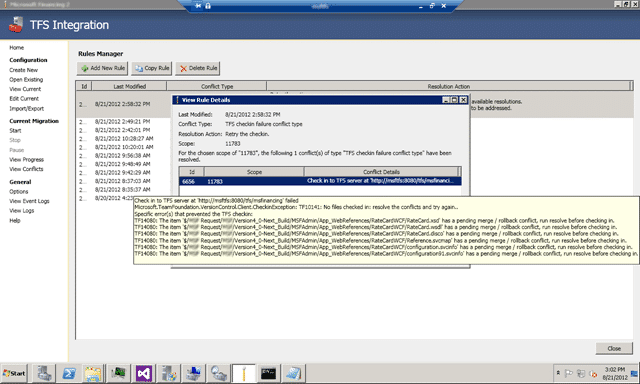 TFS Integration
Home
Configuration
Create New
Open Existing
View Current
Edit Current
Import/Export
Current Migration
Start
Stop
Pause
View Progress
View Conflicts
General
Options
View Event Logs
View Logs
Help
Rules Manager
Add New Rule
Copy Rule
Delete Rule
Id Last Modified Conflict Type Resolution Action
2... 8/21/2012 2:58:32 PM
available resolutions.
to be addressed.
2... 8/21/2012 2:49:21 PM
2... 8/21/2012 2:42:01 PM
2... 8/21/2012 10:28:27 AM
2... 8/21/2012 10:20:01 AM
2... 8/21/2012 9:56:38 AM
2... 8/21/2012 9:48:49 AM
2... 8/21/2012 9:42:29 AM
2... 8/21/2012 8:37:03 AM
2... 8/21/2012 8:35:37 AM
2... 8/20/2012 4:2
View Rule Details
Last Modified: 8/21/2012 2:58:32 PM
Conflict Type: TFS checkin failure conflict type
Resolution Action: Retry the checkin.
Scope: 11783
For the chosen scope of "11783", the following 1 conflict(s) of type "TFS checkin failure conflict type" have been
resolved.
Id Scope Conflict Details
6656 11783 Check in to TFS server at 'http://msftfs:8080/tfs/msfinanci...
Check in to TFS server at 'http://msftfs:8080/tfs/msfinancing' failed
Microsoft.TeamFoundation.VersionControl.Client.CheckinException: TF10141: No files checked in: resolve the conflicts and try again..
Specific error(s) that prevented the TFS checkin:
TF14080: The item '$/ Request/ /Version4_0-Next_Build/MSFAdmin/App_WebReferences/RateCardWCF/RateCard.xsd' has a pending merge / rollback conflict, run resolve before checking in.
TF14080: The item '$/ Request/ /Version4_0-Next_Build/MSFAdmin/App_WebReferences/RateCardWCF/RateCard.wsdl' has a pending merge / rollback conflict, run resolve before checking in.
TF14080: The item '$/ Request/ /Version4_0-Next_Build/MSFAdmin/App_WebReferences/RateCardWCF/RateCard.disco' has a pending merge / rollback conflict, run resolve before checking in.
TF14080: The item '$/ Request/ /Version4_0-Next_Build/MSFAdmin/App_WebReferences/RateCardWCF/References.svcmap' has a pending merge / rollback conflict, run resolve before checking in.
TF14080: The item '$/ Request/ /Version4_0-Next_Build/MSFAdmin/App_WebReferences/RateCardWCF/configuration.svcinfo' has a pending merge / rollback conflict, run resolve before checking in.
TF14080: The item '$/ Request/ /Version4_0-Next_Build/MSFAdmin/App_WebReferences/RateCardWCF/configuration91.svcinfo' has a pending merge / rollback conflict, run resolve before checking in.
Close
Start
3:02 PM
8/21/2012